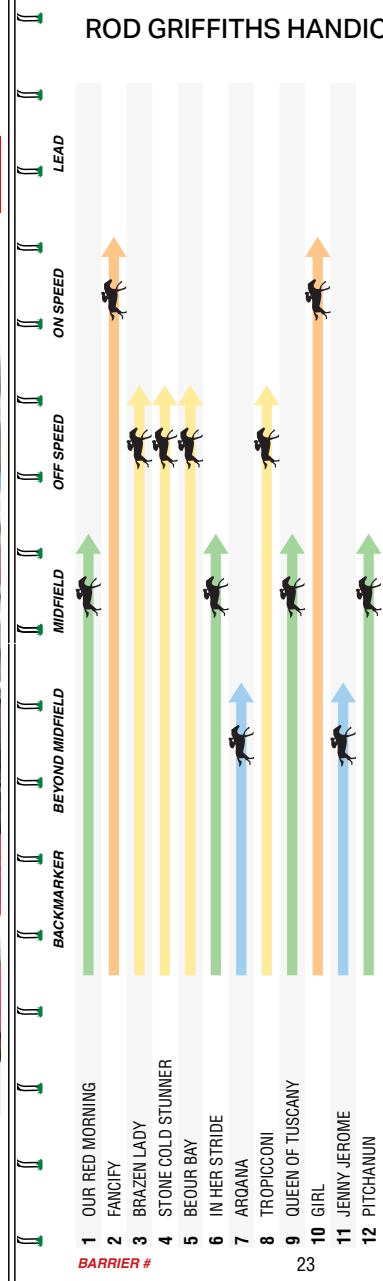 ROD GRIFFITHS HANDIC
LEAD
ON SPEED
OFF SPEED
MIDFIELD
BEYOND MIDFIELD
BACKMARKER
1 OUR RED MORNING
2 FANCIFY
3 BRAZEN LADY
4 STONE COLD STUNNER
5 BEOUR BAY
6 IN HER STRIDE
7 ARQANA
8 TROPICCONI
9 QUEEN OF TUSCANY
10 GIRL
11 JENNY JEROME
12 PITCHANUN
BARRIER #
23